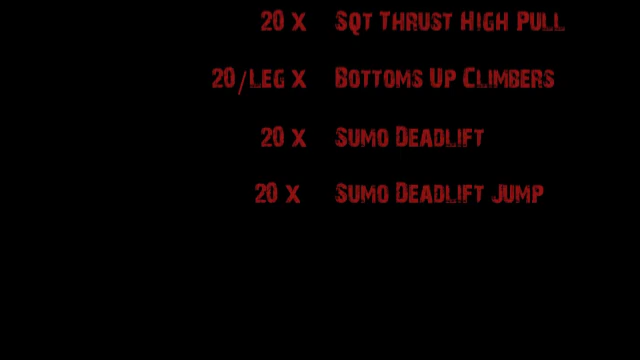 20 X SQT THRUST HIGH PULL
20/LEG X BOTTOMS UP CLIMBERS
20 X SUMO DEADLIFT
20 X SUMO DEADLIFT JUMP